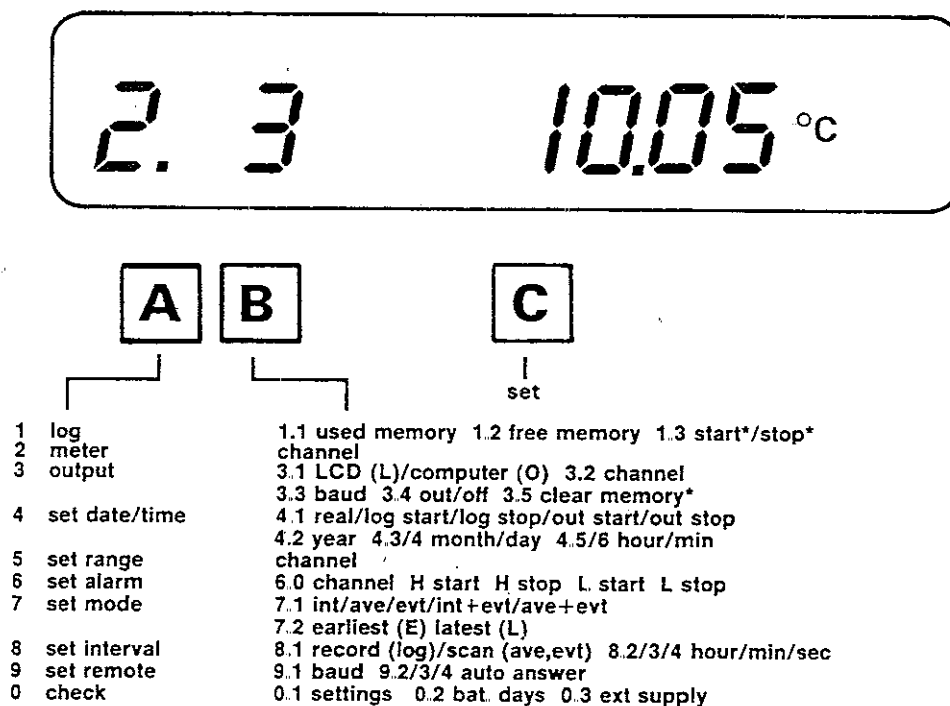 2. 3 10.05 °C
A B C
set
1 log 1.1 used memory 1.2 free memory 1.3 start*/stop*
2 meter channel
3 output 3.1 LCD (L)/computer (O) 3.2 channel
3.3 baud 3.4 out/off 3.5 clear memory*
4 set date/time 4.1 real/log start/log stop/out start/out stop
4.2 year 4.3/4 month/day 4.5/6 hour/min
5 set range channel
6 set alarm 6.0 channel H start H stop L start L stop
7 set mode 7.1 int/ave/evt/int+evt/ave+evt
7.2 earliest (E) latest (L)
8 set interval 8.1 record (log)/scan (ave,evt) 8.2/3/4 hour/min/sec
9 set remote 9.1 baud 9.2/3/4 auto answer
0 check 0.1 settings 0.2 bat. days 0.3 ext supply